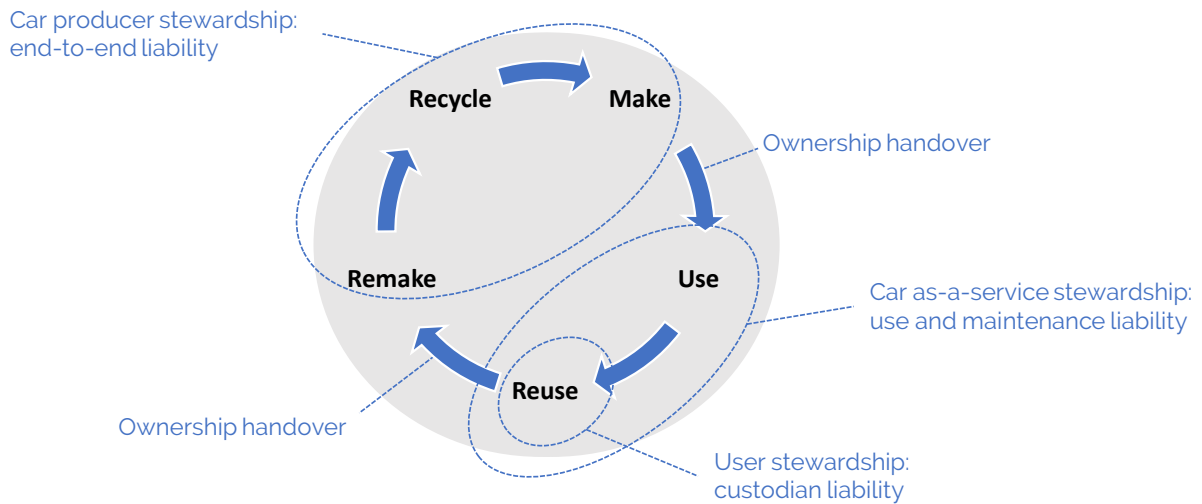 Car producer stewardship:
end-to-end liability
Recycle
Make
Ownership handover
Remake
Use
Car as-a-service stewardship:
use and maintenance liability
Reuse
Ownership handover
User stewardship:
custodian liability